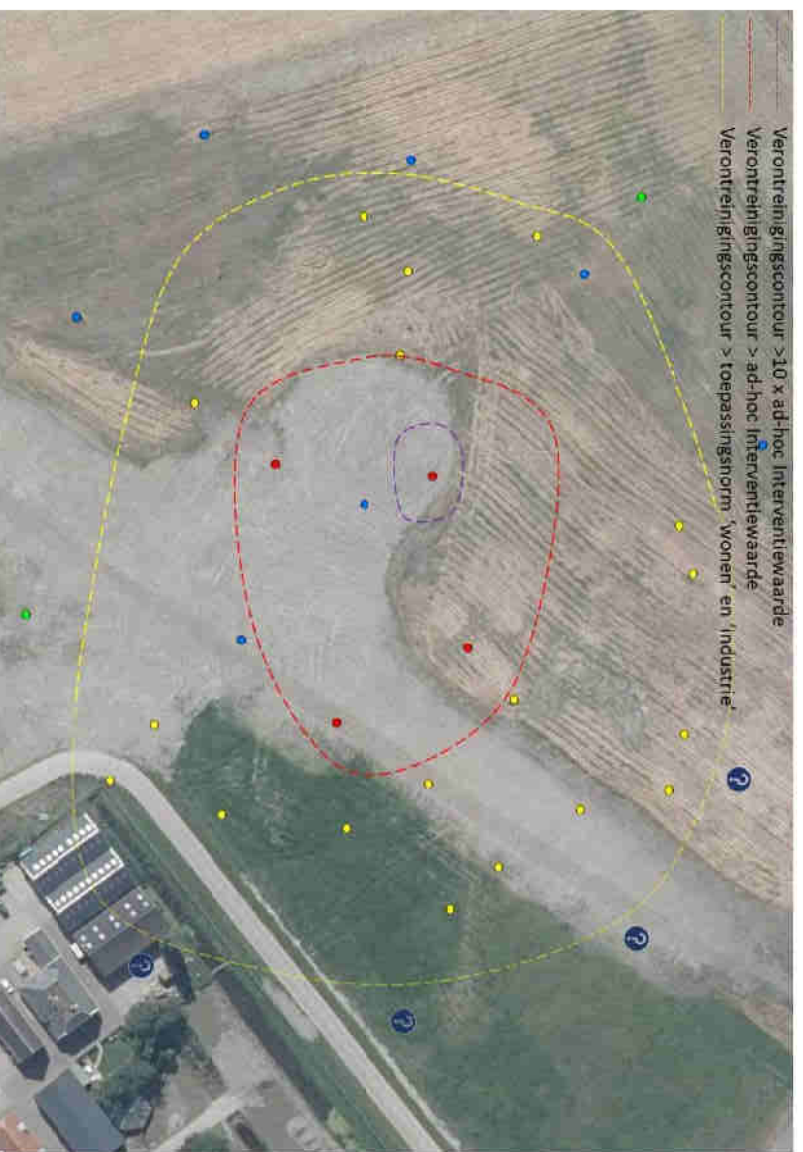 Verontreinigingscontour >10 x ad-hoc Interventiewaarde
Verontreinigingscontour > ad-hoc Interventiewaarde
Verontreinigingscontour > toepassingsnorm 'wonen' en 'industrie'
?
?
?
?